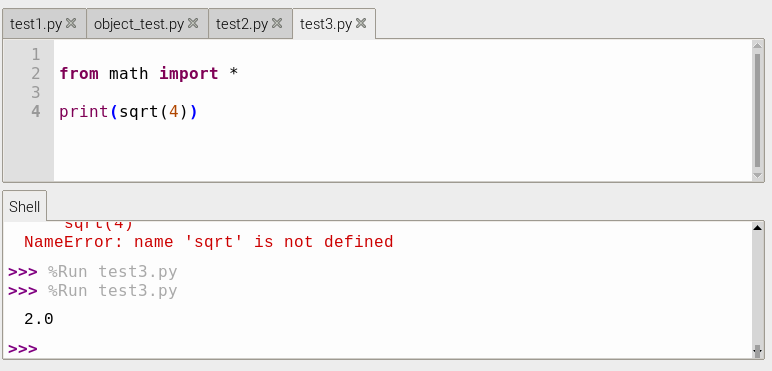 test1.py object_test.py test2.py test3.py
1
2 from math import *
3
4 print(sqrt(4))
Shell
sqrt(4)
NameError: name 'sqrt' is not defined
>>> %Run test3.py
>>> %Run test3.py
2.0
>>>